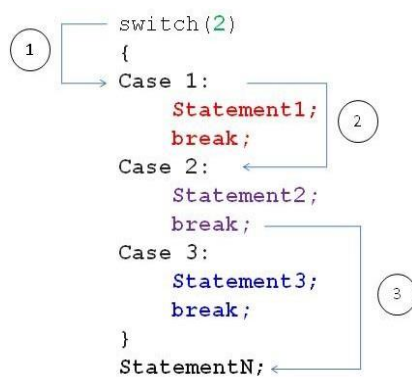 switch(2)
1
{
Case 1:
Statement1;
2
break;
Case 2:
Statement2;
break;
Case 3:
Statement3;
3
break;
}
StatementN;